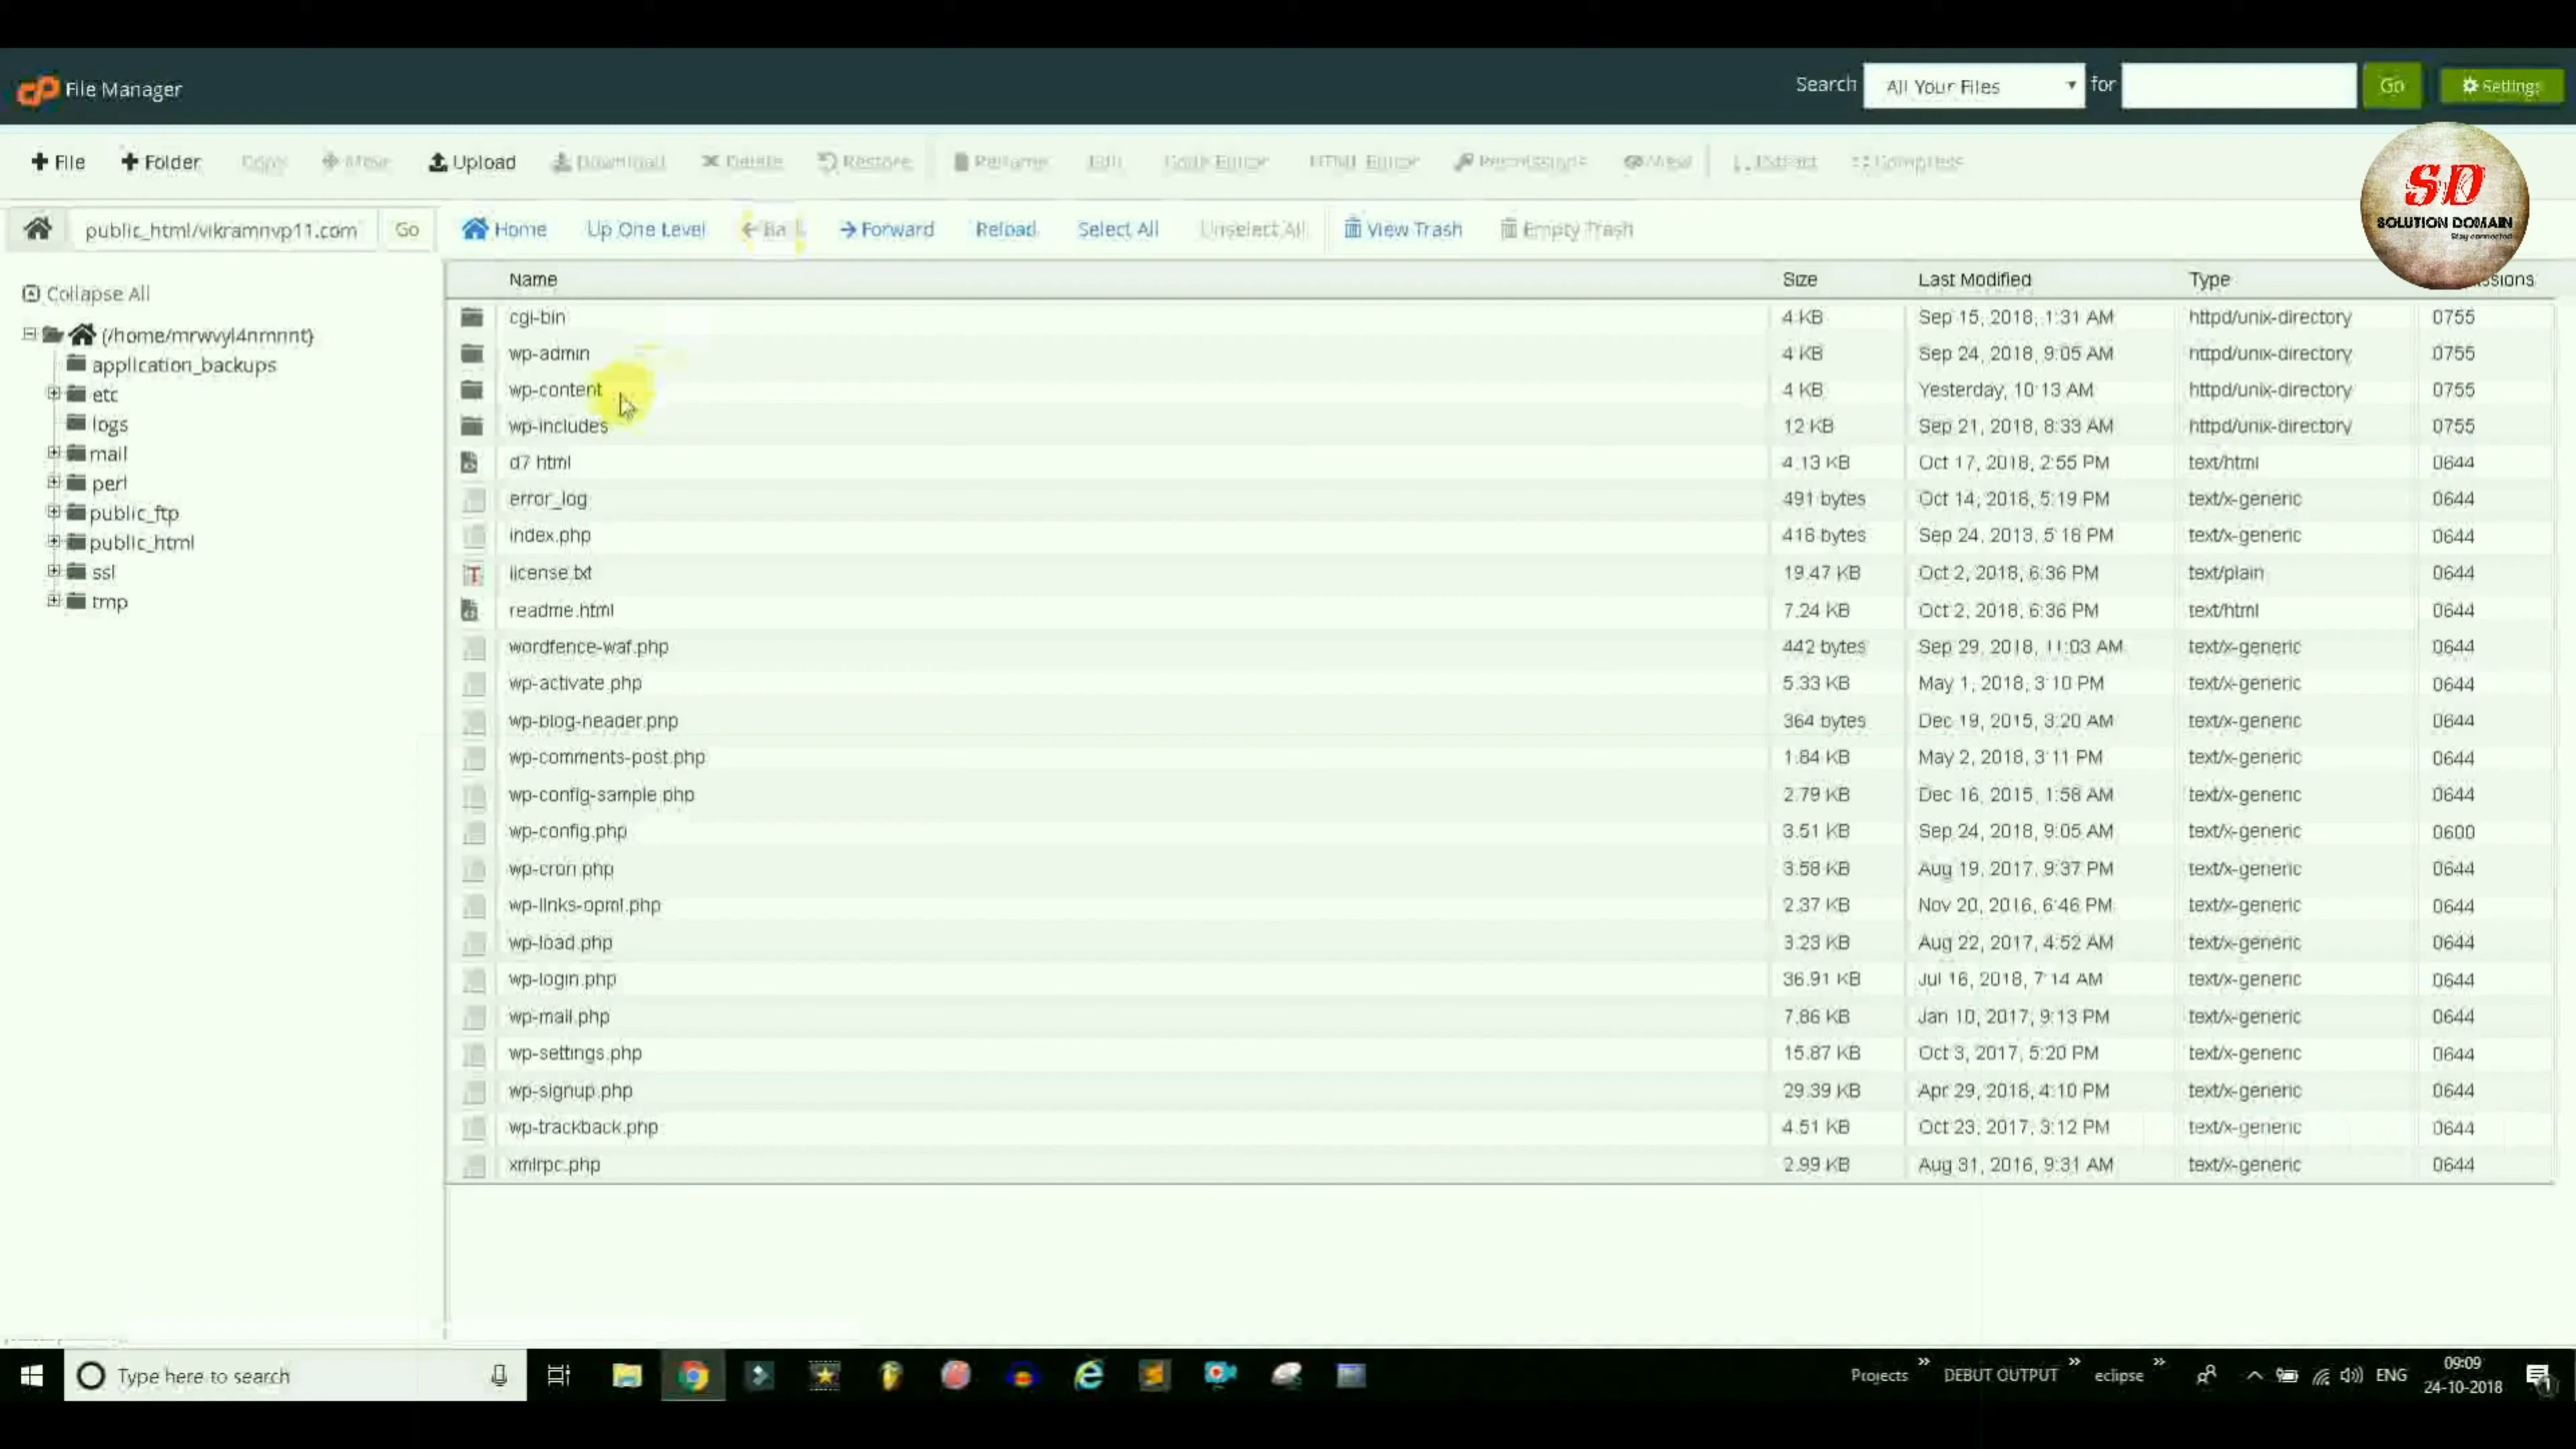 cP File Manager
Search All Your Files for Go Settings
File Folder Copy Move Upload Download Delete Restore Rename Edit Code Editor HTML Editor Permissions View Extract Compress
public_html/vikramnvp11.com Go Home Up One Level Forward Reload Select All Unselect All View Trash Empty Trash
SD
SOLUTION DOMAIN
Stay connected
Collapse All
(/home/mrwvyl4nmnnt)
application_backups
etc
logs
mail
perl
public_ftp
public_html
ssl
tmp
Name Size Last Modified Type
cgi-bin 4 KB Sep 15, 2018, 1:31 AM httpd/unix-directory 0755
wp-admin 4 KB Sep 24, 2018, 9:05 AM httpd/unix-directory 0755
wp-content 4 KB Yesterday, 10:13 AM httpd/unix-directory 0755
wp-includes 12 KB Sep 21, 2018, 8:33 AM httpd/unix-directory 0755
d7.html 4.13 KB Oct 17, 2018, 2:55 PM text/html 0644
error_log 491 bytes Oct 14, 2018, 5:19 PM text/x-generic 0644
index.php 418 bytes Sep 24, 2013, 5:18 PM text/x-generic 0644
license.txt 19.47 KB Oct 2, 2018, 6:36 PM text/plain 0644
readme.html 7.24 KB Oct 2, 2018, 6:36 PM text/html 0644
wordfence-waf.php 442 bytes Sep 29, 2018, 11:03 AM text/x-generic 0644
wp-activate.php 5.33 KB May 1, 2018, 3:10 PM text/x-generic 0644
wp-blog-header.php 364 bytes Dec 19, 2015, 3:20 AM text/x-generic 0644
wp-comments-post.php 1.84 KB May 2, 2018, 3:11 PM text/x-generic 0644
wp-config-sample.php 2.79 KB Dec 16, 2015, 1:58 AM text/x-generic 0644
wp-config.php 3.51 KB Sep 24, 2018, 9:05 AM text/x-generic 0600
wp-cron.php 3.58 KB Aug 19, 2017, 9:37 PM text/x-generic 0644
wp-links-opml.php 2.37 KB Nov 20, 2016, 6:46 PM text/x-generic 0644
wp-load.php 3.23 KB Aug 22, 2017, 4:52 AM text/x-generic 0644
wp-login.php 36.91 KB Jul 16, 2018, 7:14 AM text/x-generic 0644
wp-mail.php 7.86 KB Jan 10, 2017, 9:13 PM text/x-generic 0644
wp-settings.php 15.87 KB Oct 3, 2017, 5:20 PM text/x-generic 0644
wp-signup.php 29.39 KB Apr 29, 2018, 4:10 PM text/x-generic 0644
wp-trackback.php 4.51 KB Oct 23, 2017, 3:12 PM text/x-generic 0644
xmlrpc.php 2.99 KB Aug 31, 2016, 9:31 AM text/x-generic 0644
Type here to search Projects DEBUT OUTPUT eclipse ENG 09:09
24-10-2018